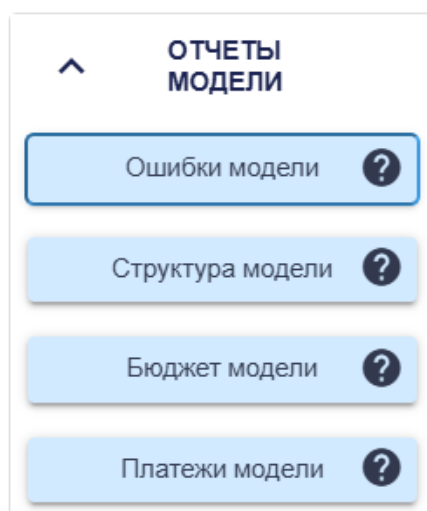 ОТЧЕТЫ
МОДЕЛИ
Ошибки модели
Структура модели
Бюджет модели
Платежи модели